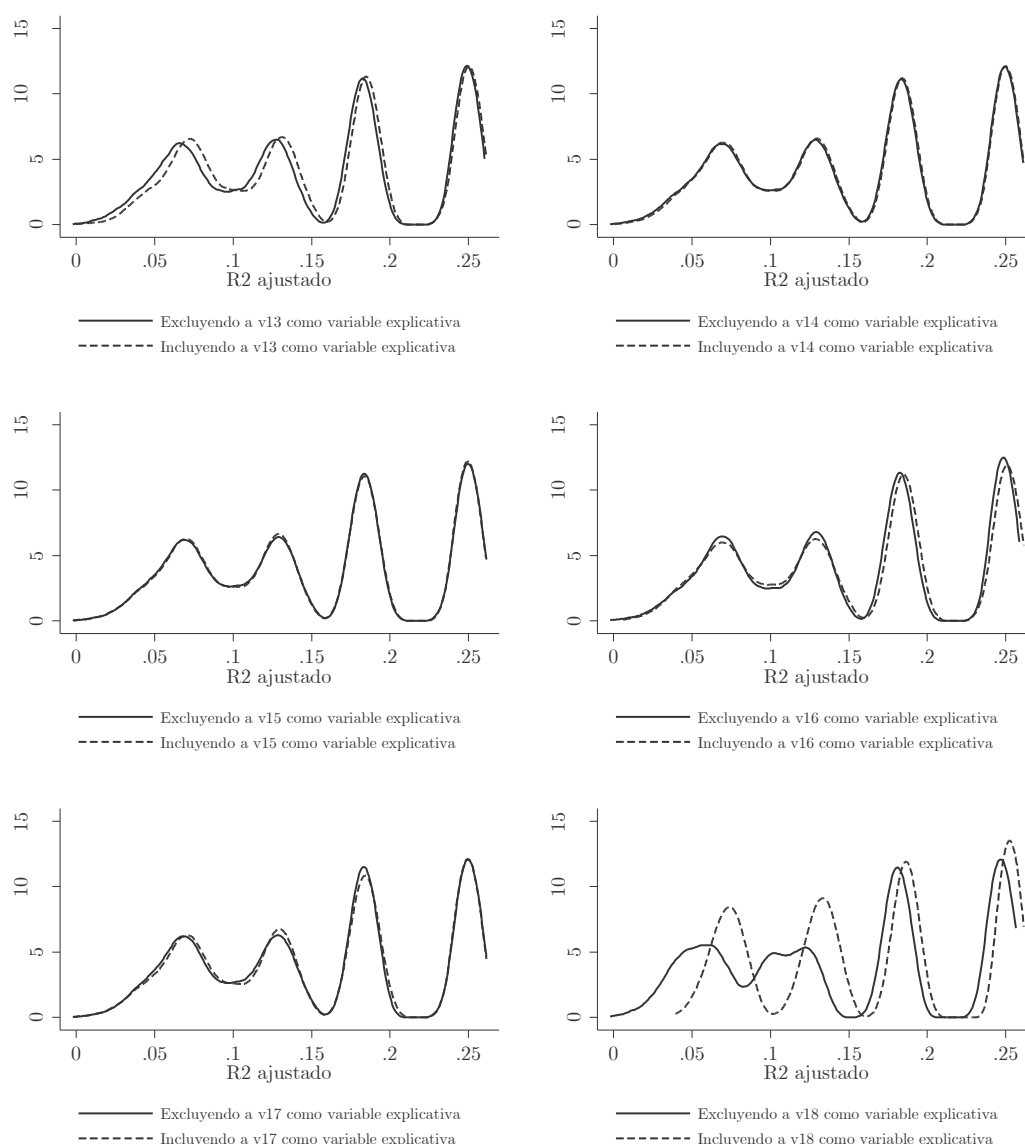 15
10
5
0
0 .05 .1 .15 .2 .25
R2 ajustado
Excluyendo a v13 como variable explicativa
Incluyendo a v13 como variable explicativa
15
10
5
0
0 .05 .1 .15 .2 .25
R2 ajustado
Excluyendo a v14 como variable explicativa
Incluyendo a v14 como variable explicativa
15
10
5
0
0 .05 .1 .15 .2 .25
R2 ajustado
Excluyendo a v15 como variable explicativa
Incluyendo a v15 como variable explicativa
15
10
5
0
0 .05 .1 .15 .2 .25
R2 ajustado
Excluyendo a v16 como variable explicativa
Incluyendo a v16 como variable explicativa
15
10
5
0
0 .05 .1 .15 .2 .25
R2 ajustado
Excluyendo a v17 como variable explicativa
Incluyendo a v17 como variable explicativa
15
10
5
0
0 .05 .1 .15 .2 .25
R2 ajustado
Excluyendo a v18 como variable explicativa
Incluyendo a v18 como variable explicativa